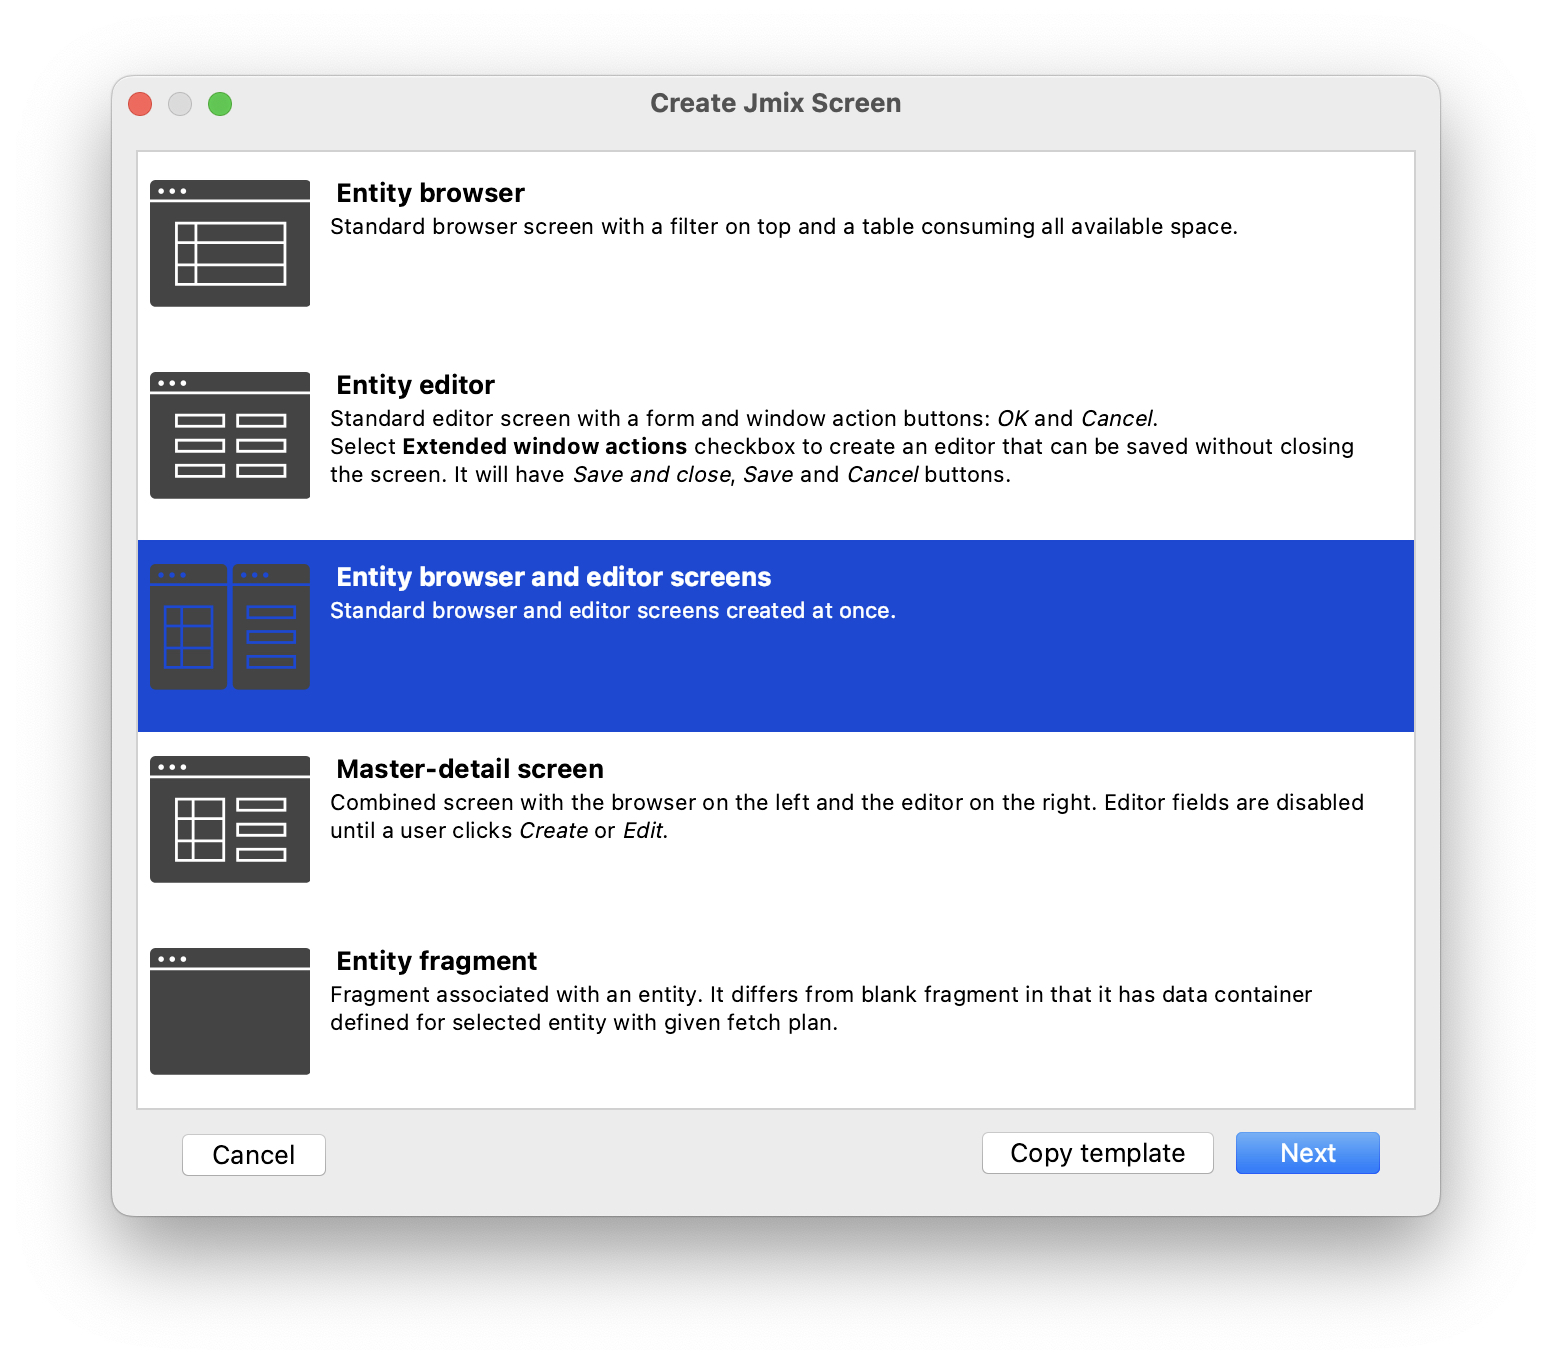 Create Jmix Screen
Entity browser
Standard browser screen with a filter on top and a table consuming all available space.
Entity editor
Standard editor screen with a form and window action buttons: OK and Cancel.
Select Extended window actions checkbox to create an editor that can be saved without closing
the screen. It will have Save and close, Save and Cancel buttons.
Entity browser and editor screens
Standard browser and editor screens created at once.
Master-detail screen
Combined screen with the browser on the left and the editor on the right. Editor fields are disabled
until a user clicks Create or Edit.
Entity fragment
Fragment associated with an entity. It differs from blank fragment in that it has data container
defined for selected entity with given fetch plan.
Cancel
Copy template
Next